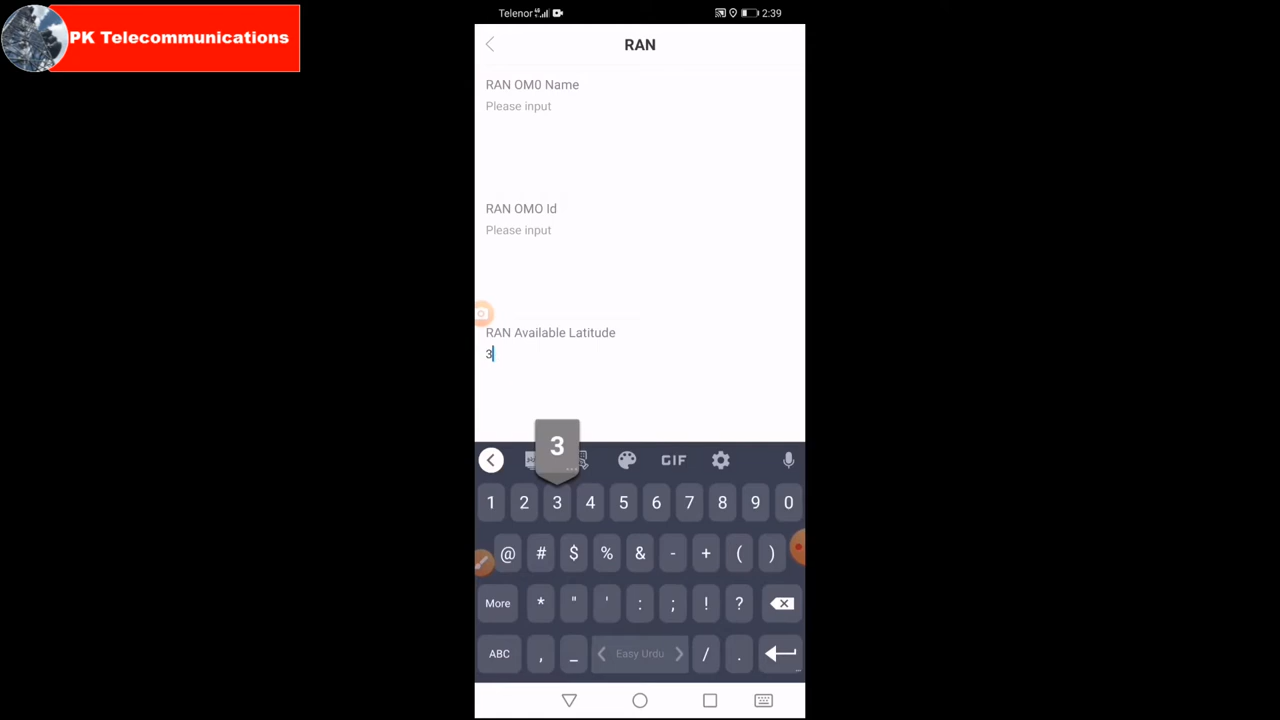 PK Telecommunications
Telenor 2:39
RAN
RAN OM0 Name
Please input
RAN OMO Id
Please input
RAN Available Latitude
3
3
GIF
1 2 3 4 5 6 7 8 9 0
@ # $ % & - + ( )
More * " ' : ; ! ?
ABC , _ Easy Urdu / .